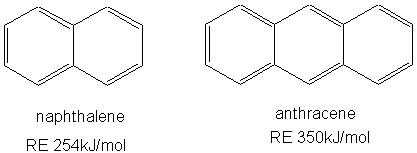 naphthalene
RE 254kJ/mol
anthracene
RE 350kJ/mol